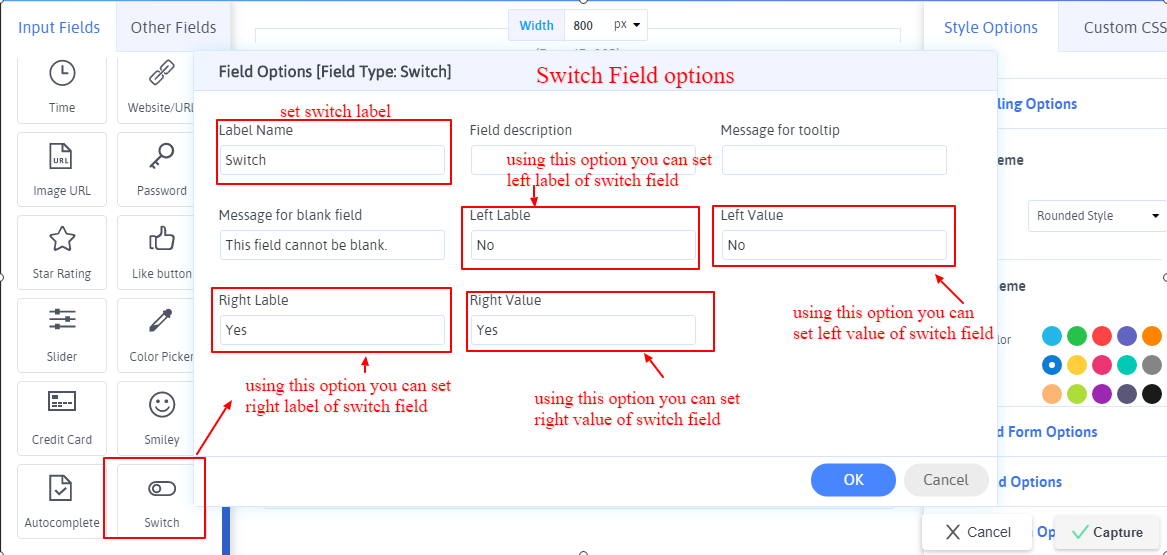 Input Fields
Other Fields
Width 800 px
Style Options
Custom CSS
Time
Website/URL
Image URL
URL
Password
Star Rating
Like button
Slider
Color Picker
Credit Card
Smiley
Autocomplete
Switch
Field Options [Field Type: Switch]
Switch Field options
set switch label
Label Name
Switch
Field description
using this option you can set
left label of switch field
Message for tooltip
Message for blank field
This field cannot be blank.
Left Lable
No
Left Value
No
Right Lable
Yes
Right Value
Yes
using this option you can
set left value of switch field
using this option you can set
right label of switch field
using this option you can set
right value of switch field
OK
Cancel
ling Options
eme
Rounded Style
eme
lor
d Form Options
d Options
Op
Cancel
Capture